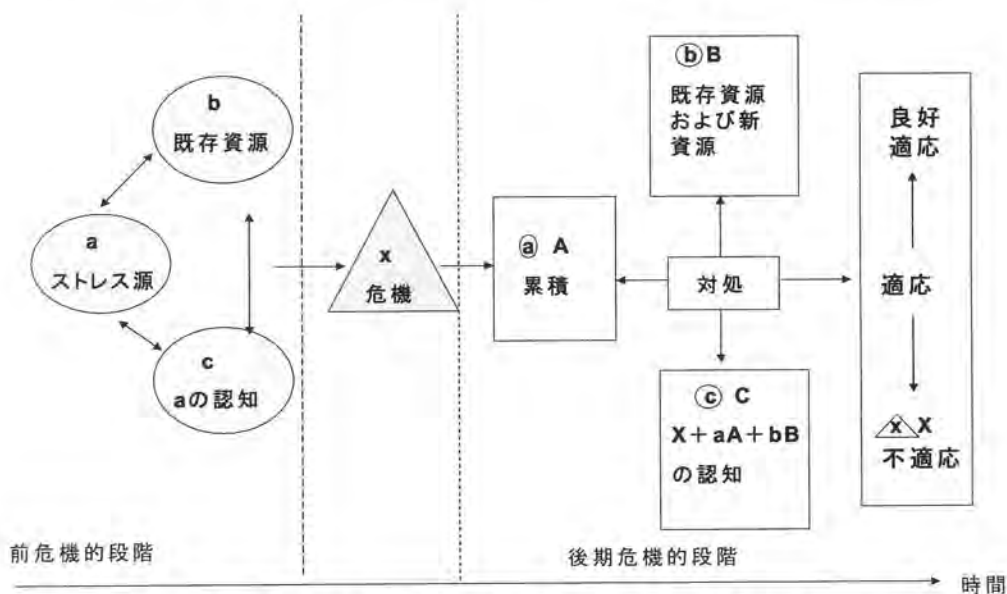 b
既存資源
a
ストレス源
c
aの認知
x
危機
a A
累積
b B
既存資源
および新
資源
対処
c C
X+aA+bB
の認知
良好
適応
適応
x X
不適応
前危機的段階
後期危機的段階
時間